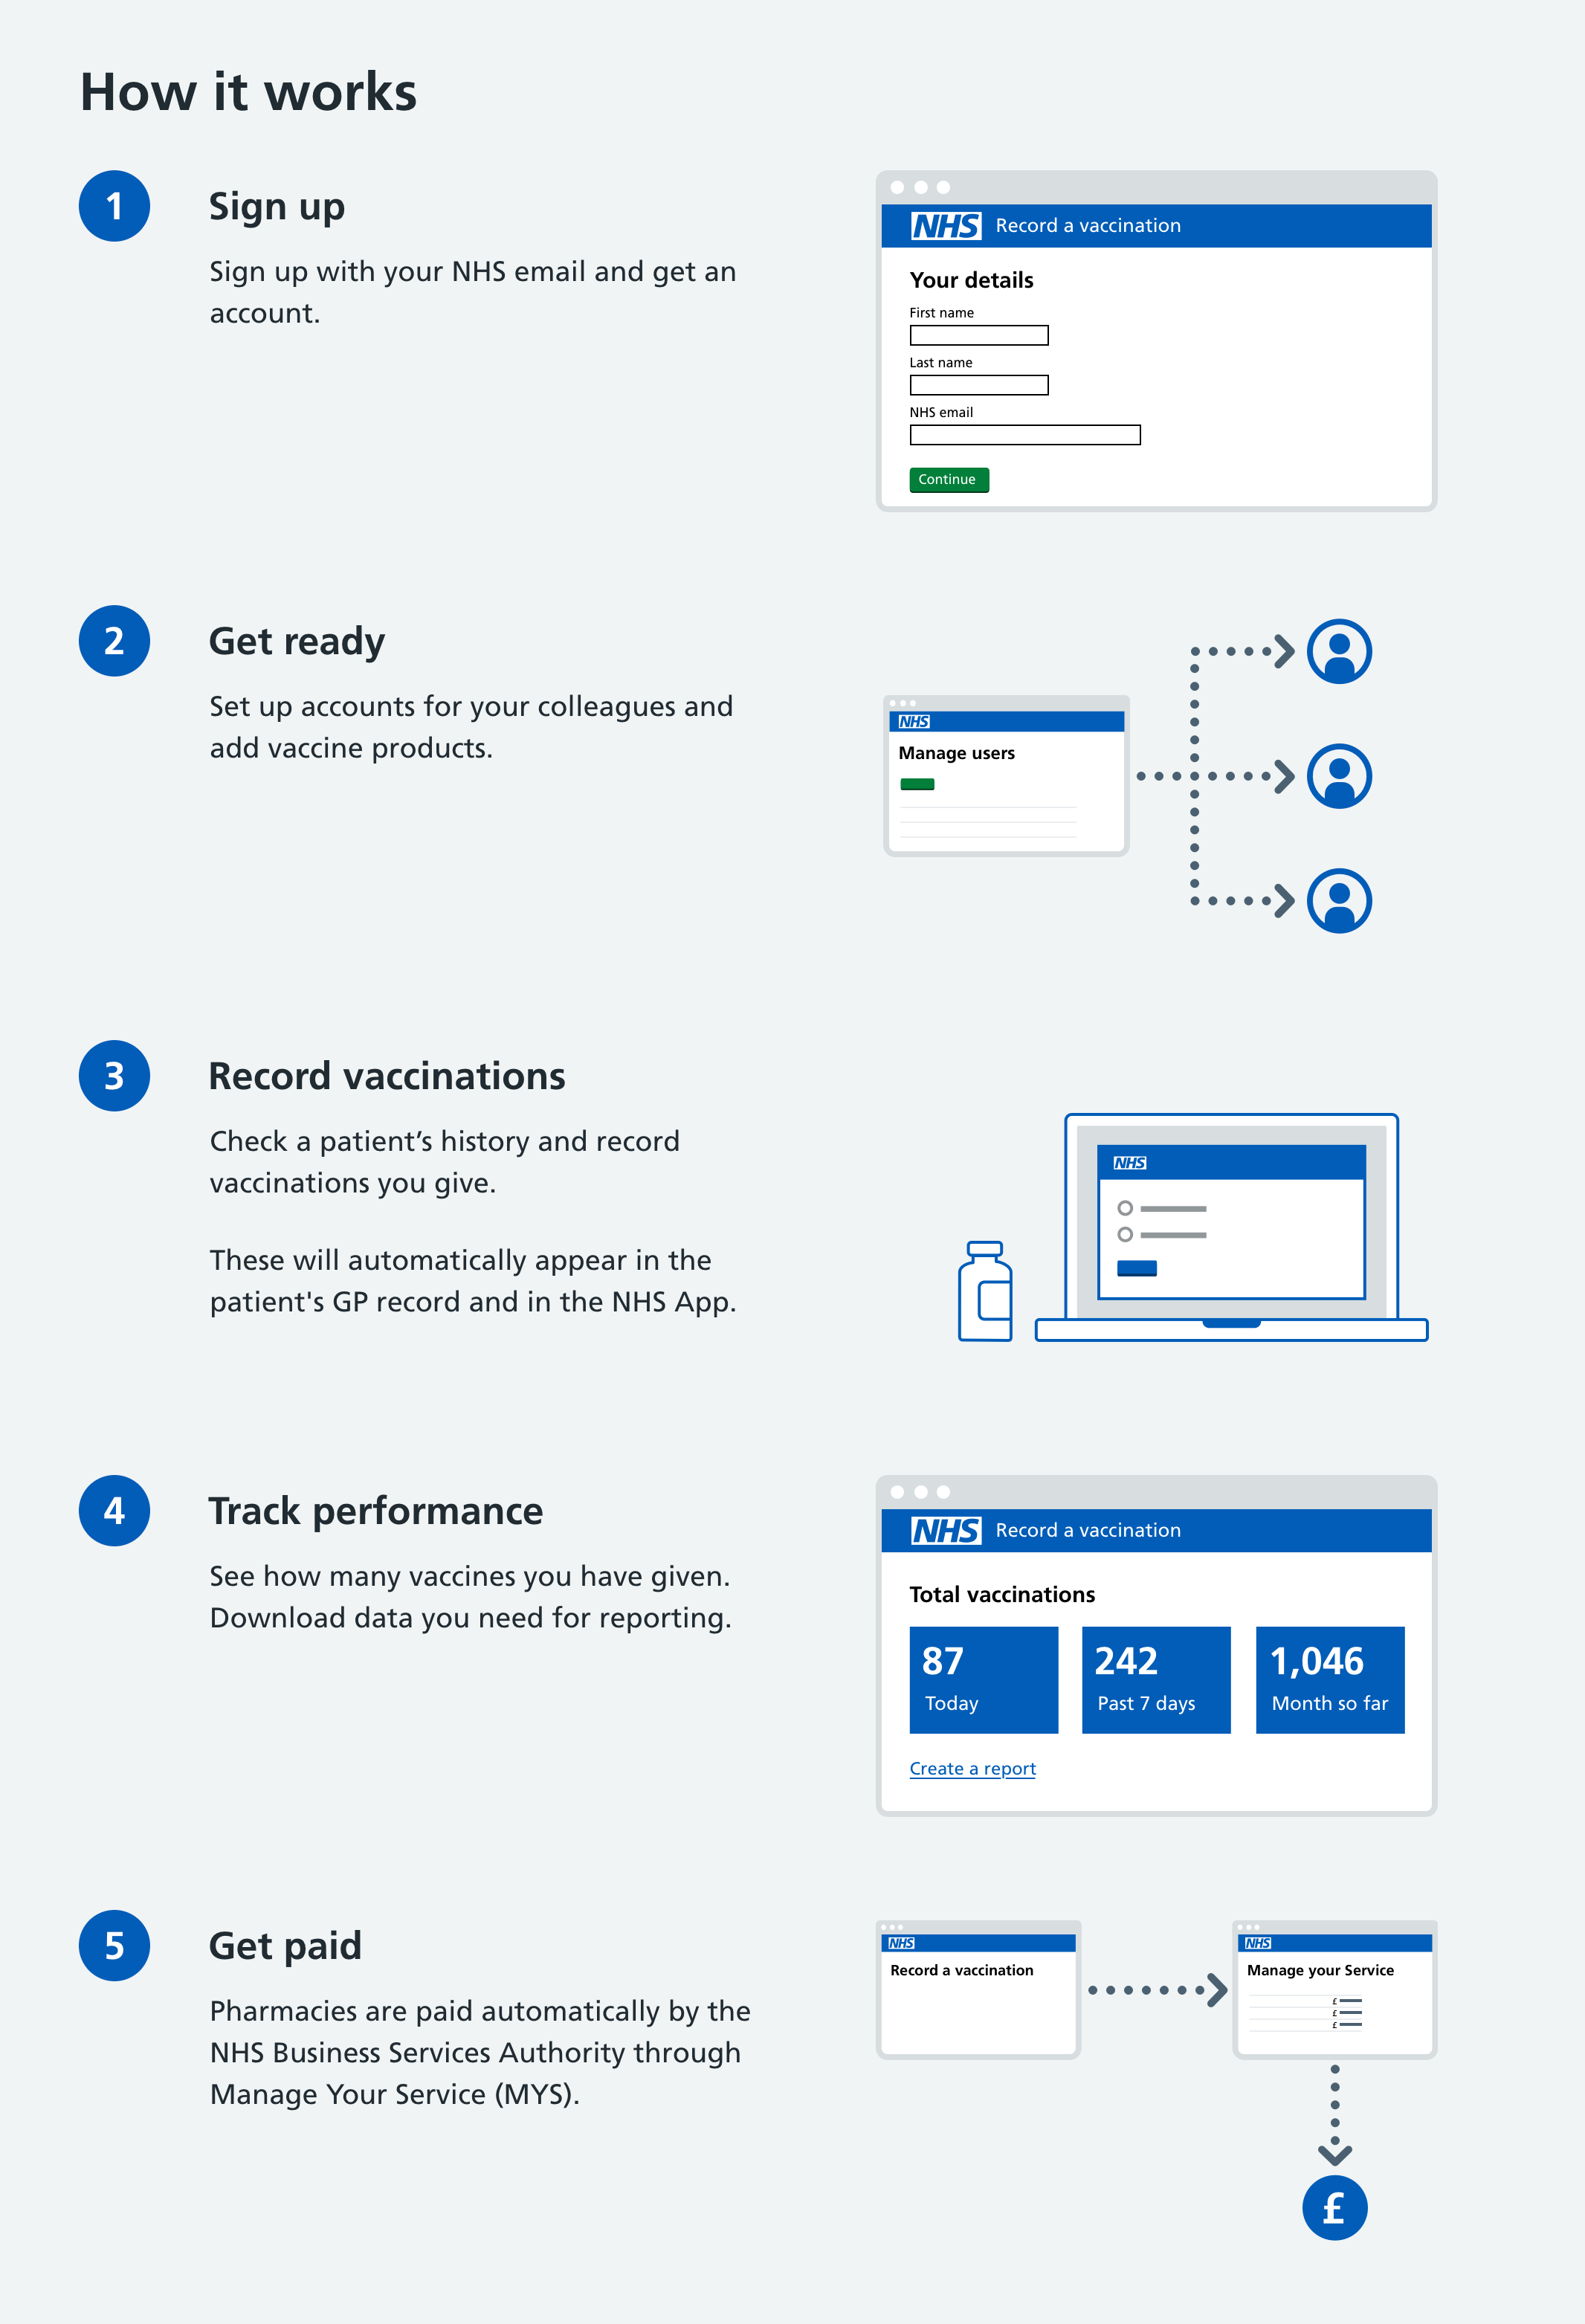 How it works
1
Sign up
Sign up with your NHS email and get an
account.
NHS Record a vaccination
Your details
First name
Last name
NHS email
Continue
2
Get ready
Set up accounts for your colleagues and
add vaccine products.
NHS
Manage users
3
Record vaccinations
Check a patient’s history and record
vaccinations you give.
These will automatically appear in the
patient's GP record and in the NHS App.
NHS
4
Track performance
See how many vaccines you have given.
Download data you need for reporting.
NHS Record a vaccination
Total vaccinations
87
Today
242
Past 7 days
1,046
Month so far
Create a report
5
Get paid
Pharmacies are paid automatically by the
NHS Business Services Authority through
Manage Your Service (MYS).
NHS
Record a vaccination
NHS
Manage your Service
£
£
£
£